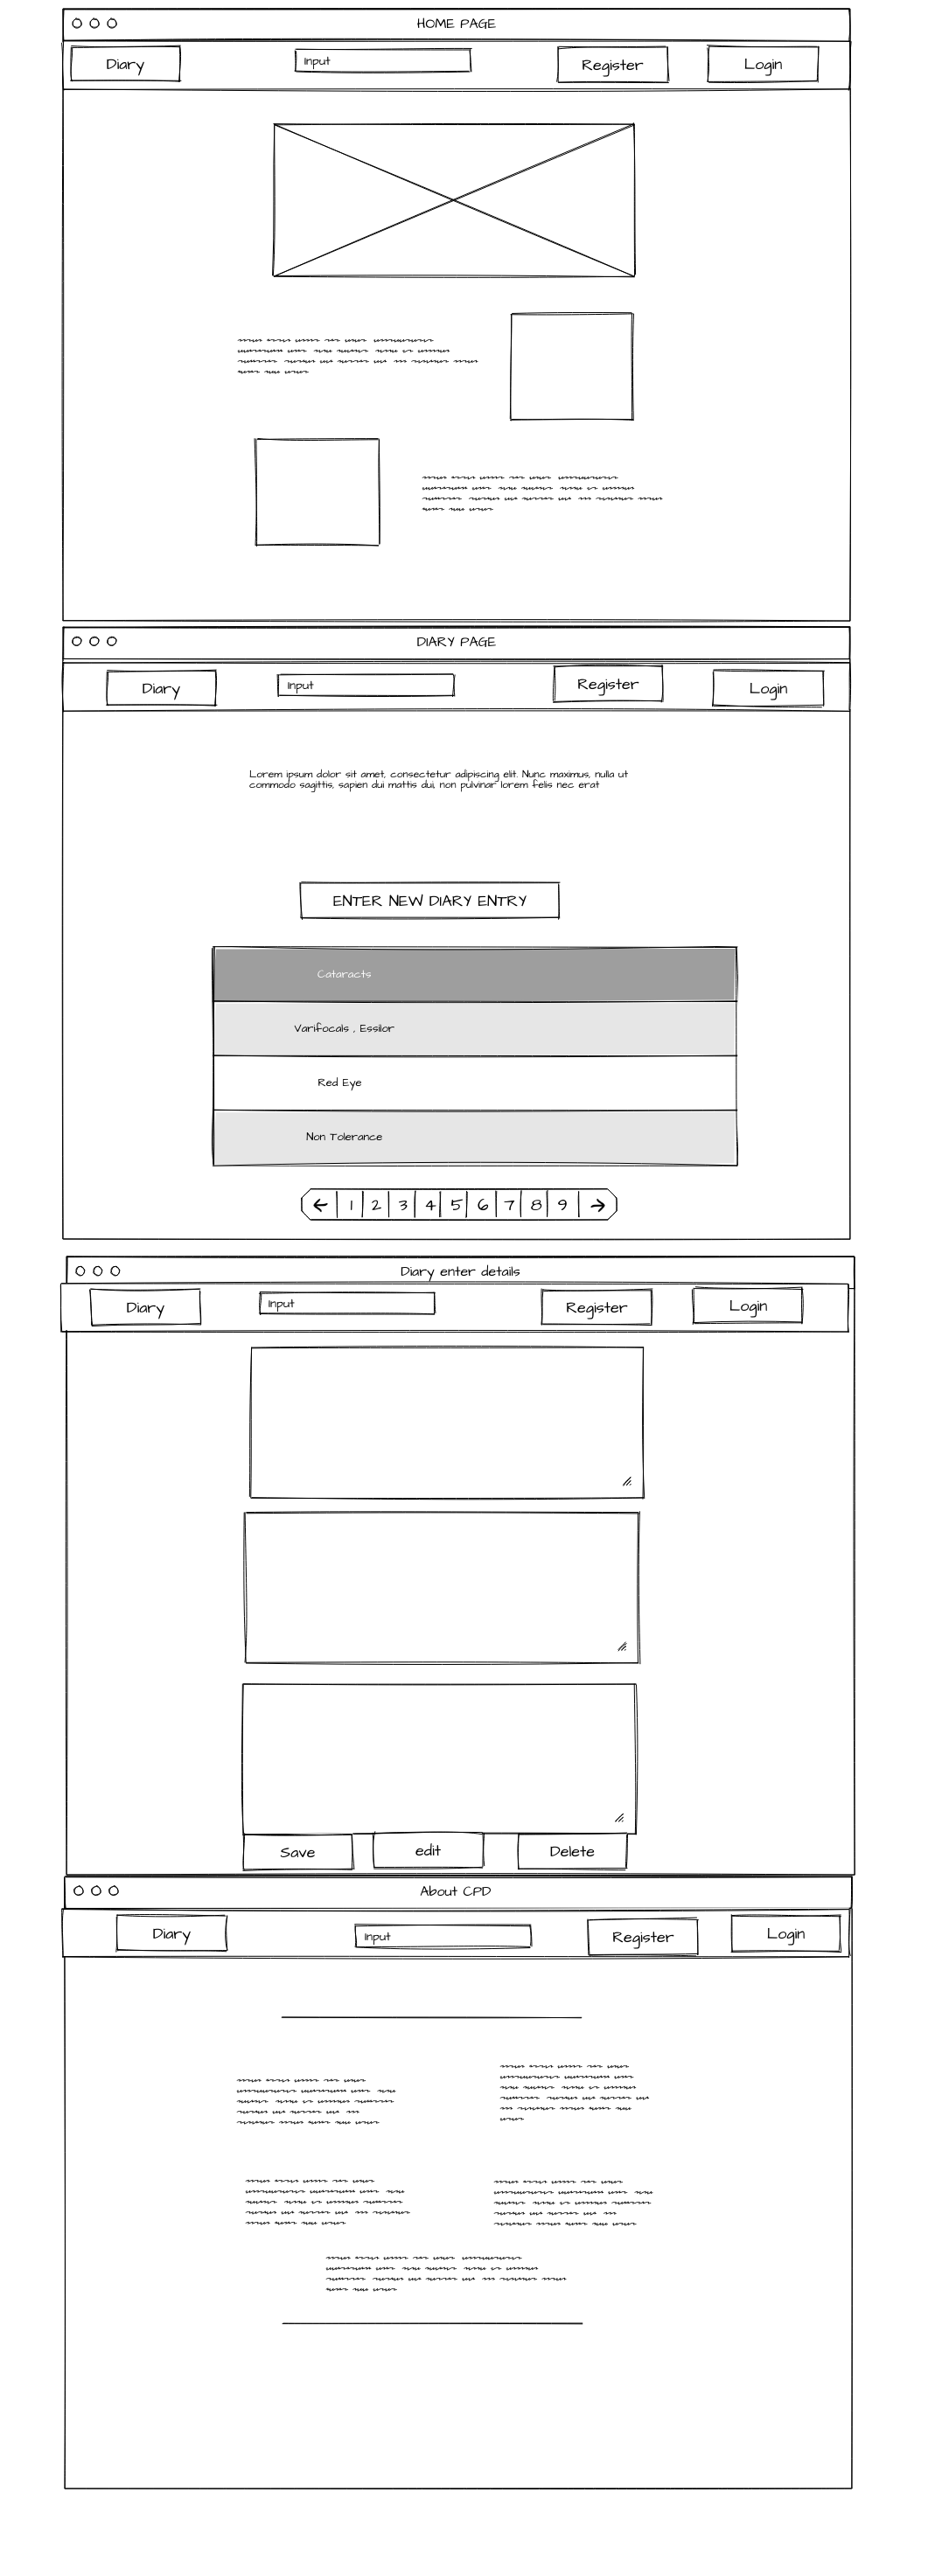 HOME PAGE
Diary
Input
Register
Login
DIARY PAGE
Diary
Input
Register
Login
Lorem ipsum dolor sit amet, consectetur adipiscing elit. Nunc maximus, nulla ut
commodo sagittis, sapien dui mattis dui, non pulvinar lorem felis nec erat
ENTER NEW DIARY ENTRY
Cataracts
Varifocals , Essilor
Red Eye
Non Tolerance
← 1 2 3 4 5 6 7 8 9 →
Diary enter details
Diary
Input
Register
Login
Save
edit
Delete
About CPD
Diary
Input
Register
Login